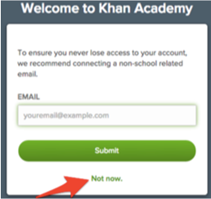 Welcome to Khan Academy
To ensure you never lose access to your account,
we recommend connecting a non-school related
email.
EMAIL
youremail@example.com
Submit
Not now.